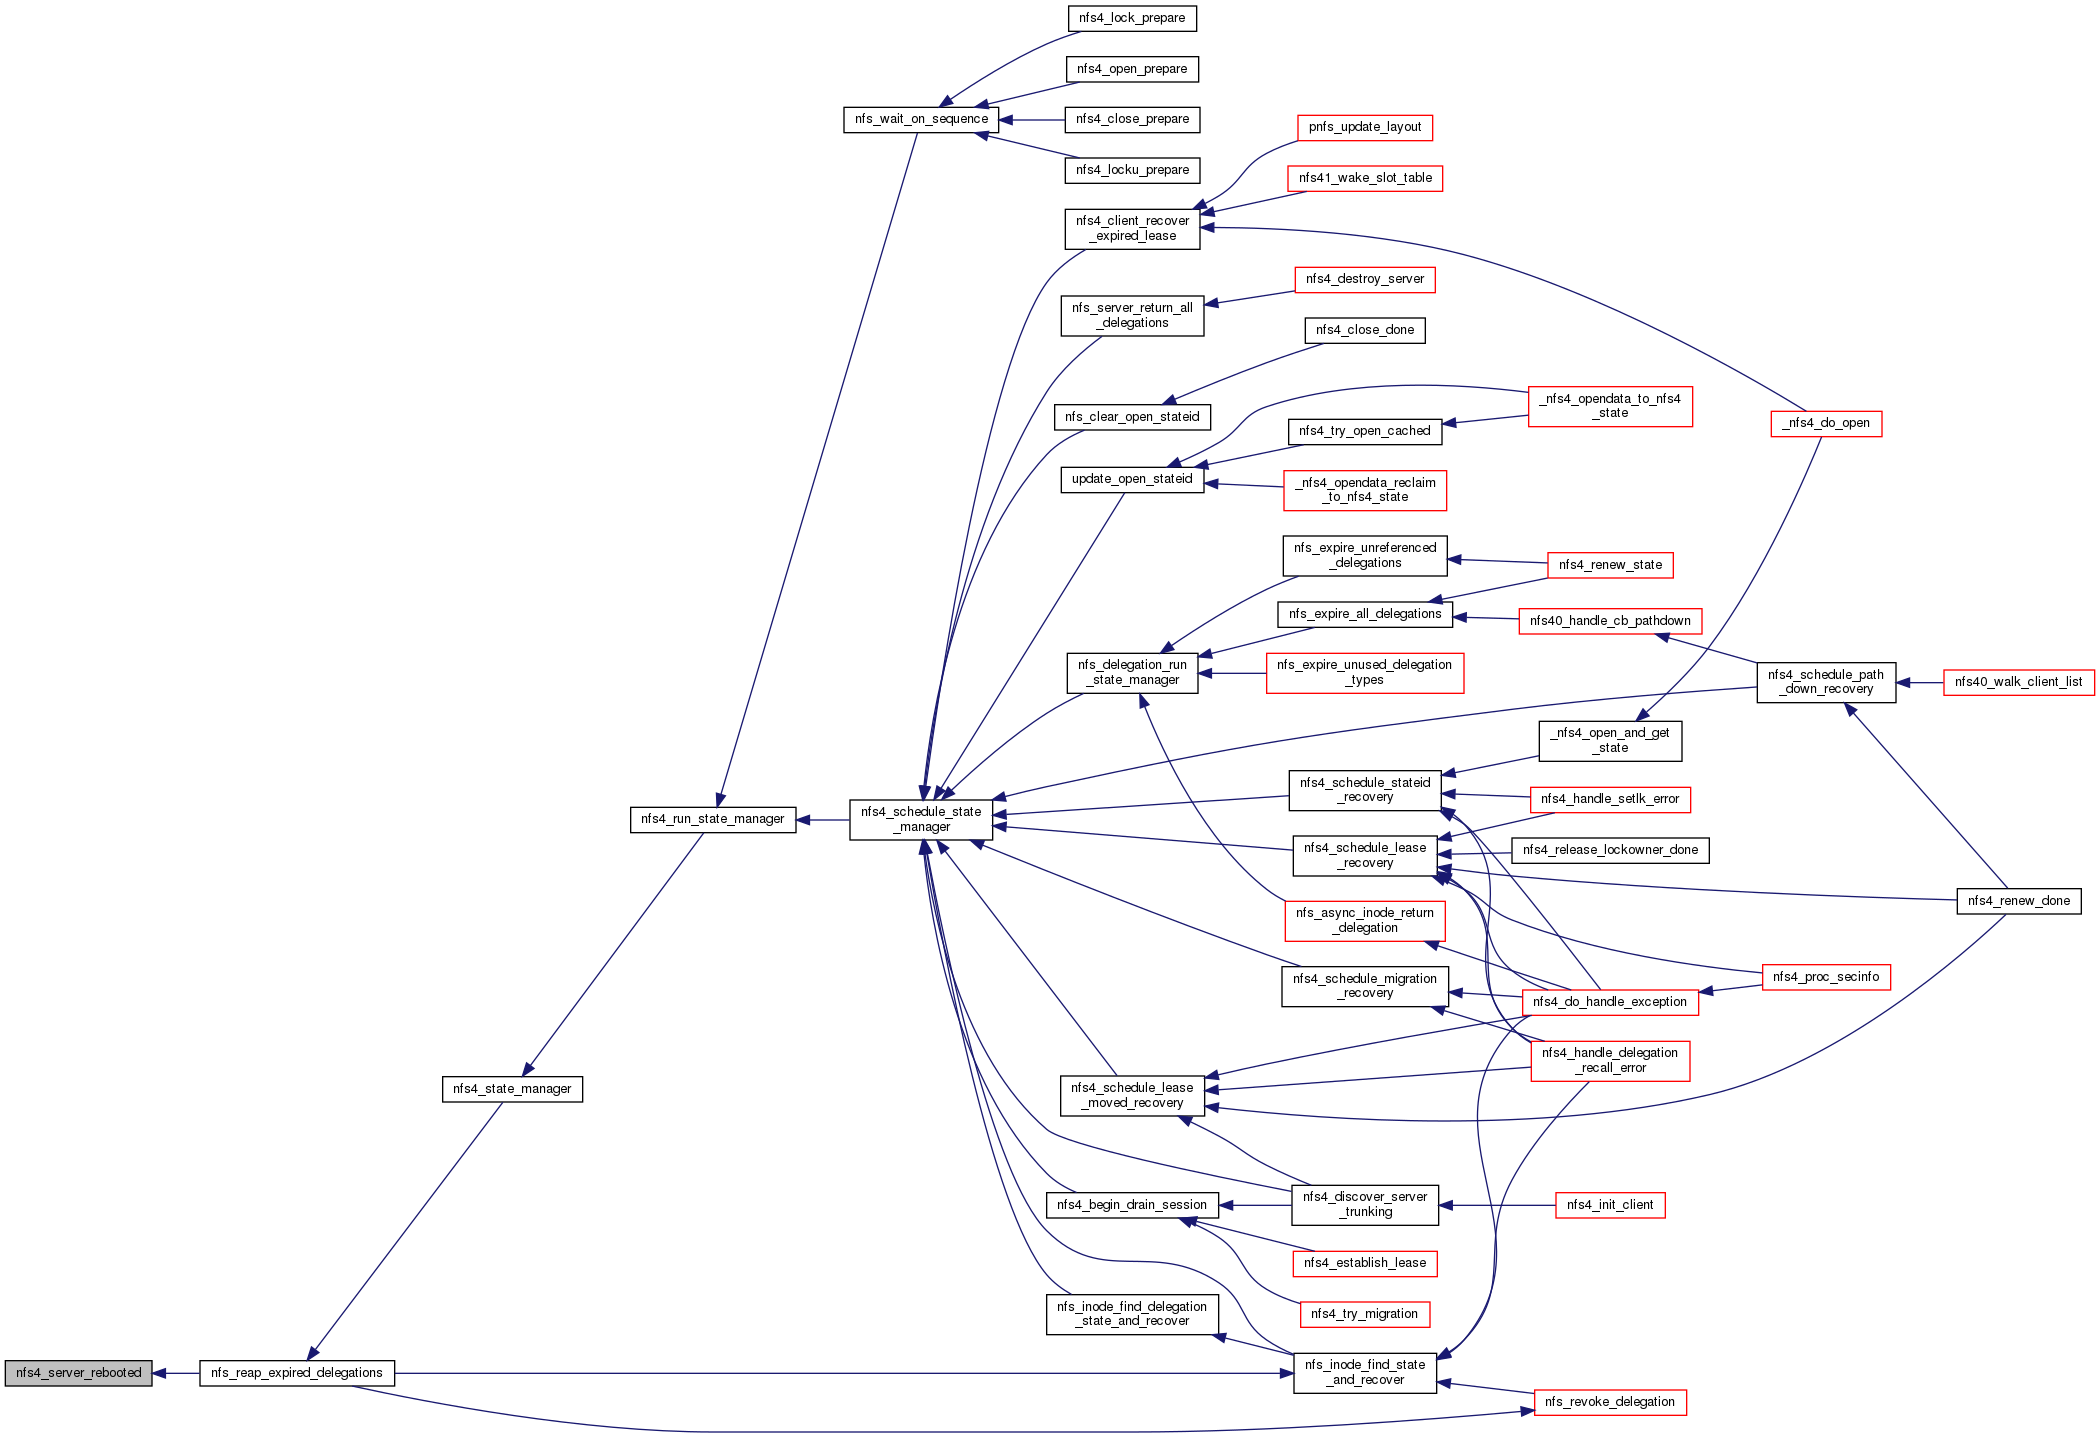 nfs4_lock_prepare
nfs4_open_prepare
nfs_wait_on_sequence
nfs4_close_prepare
pnfs_update_layout
nfs4_locku_prepare
nfs41_wake_slot_table
nfs4_client_recover
_expired_lease
nfs4_destroy_server
nfs_server_return_all
_delegations
nfs4_close_done
_nfs4_opendata_to_nfs4
_state
nfs_clear_open_stateid
nfs4_try_open_cached
_nfs4_do_open
update_open_stateid
_nfs4_opendata_reclaim
_to_nfs4_state
nfs_expire_unreferenced
_delegations
nfs4_renew_state
nfs_expire_all_delegations
nfs40_handle_cb_pathdown
nfs_delegation_run
_state_manager
nfs_expire_unused_delegation
_types
nfs4_schedule_path
_down_recovery
nfs40_walk_client_list
_nfs4_open_and_get
_state
nfs4_schedule_stateid
_recovery
nfs4_handle_setlk_error
nfs4_run_state_manager
nfs4_schedule_state
_manager
nfs4_schedule_lease
_recovery
nfs4_release_lockowner_done
nfs4_renew_done
nfs_async_inode_return
_delegation
nfs4_schedule_migration
_recovery
nfs4_proc_secinfo
nfs4_do_handle_exception
nfs4_handle_delegation
_recall_error
nfs4_state_manager
nfs4_schedule_lease
_moved_recovery
nfs4_begin_drain_session
nfs4_discover_server
_trunking
nfs4_init_client
nfs4_establish_lease
nfs_inode_find_delegation
_state_and_recover
nfs4_try_migration
nfs4_server_rebooted
nfs_reap_expired_delegations
nfs_inode_find_state
_and_recover
nfs_revoke_delegation